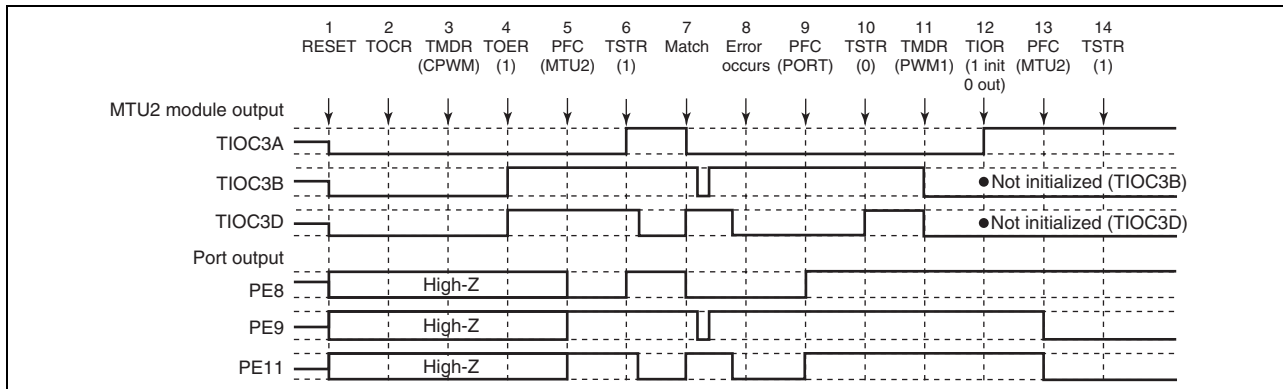 1 2 3 4 5 6 7 8 9 10 11 12 13 14
RESET TOCR TMDR TOER PFC TSTR Match Error PFC TSTR TMDR TIOR PFC TSTR
(CPWM) (1) (MTU2) (1) occurs (PORT) (0) (PWM1) (1 init (MTU2) (1)
0 out)
MTU2 module output
TIOC3A
TIOC3B
●Not initialized (TIOC3B)
TIOC3D
●Not initialized (TIOC3D)
Port output
PE8
High-Z
PE9
High-Z
PE11
High-Z